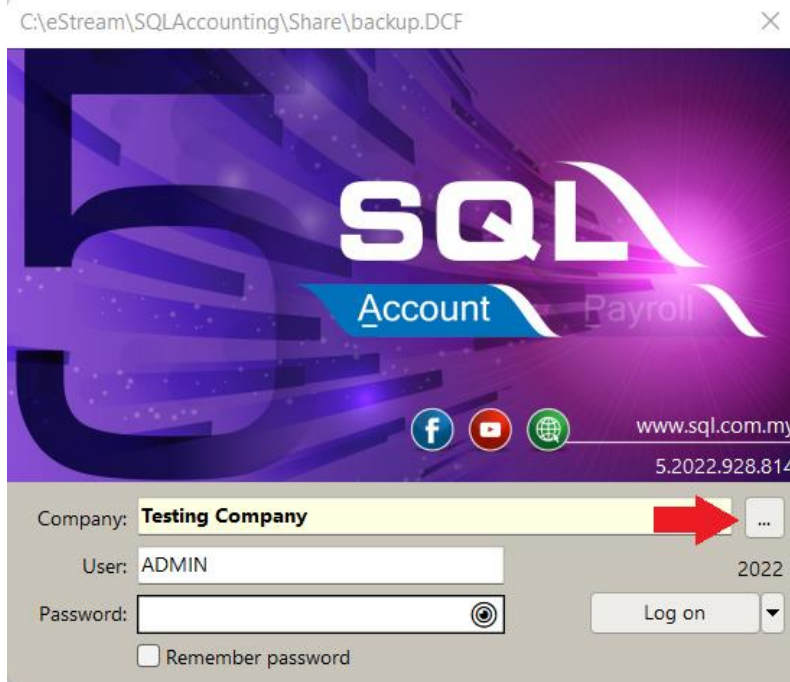 C:\eStream\SQLAccounting\Share\backup.DCF
SQL
Account Payroll
www.sql.com.my
5.2022.928.814
Company: Testing Company ...
User: ADMIN
2022
Password: Log on
Remember password